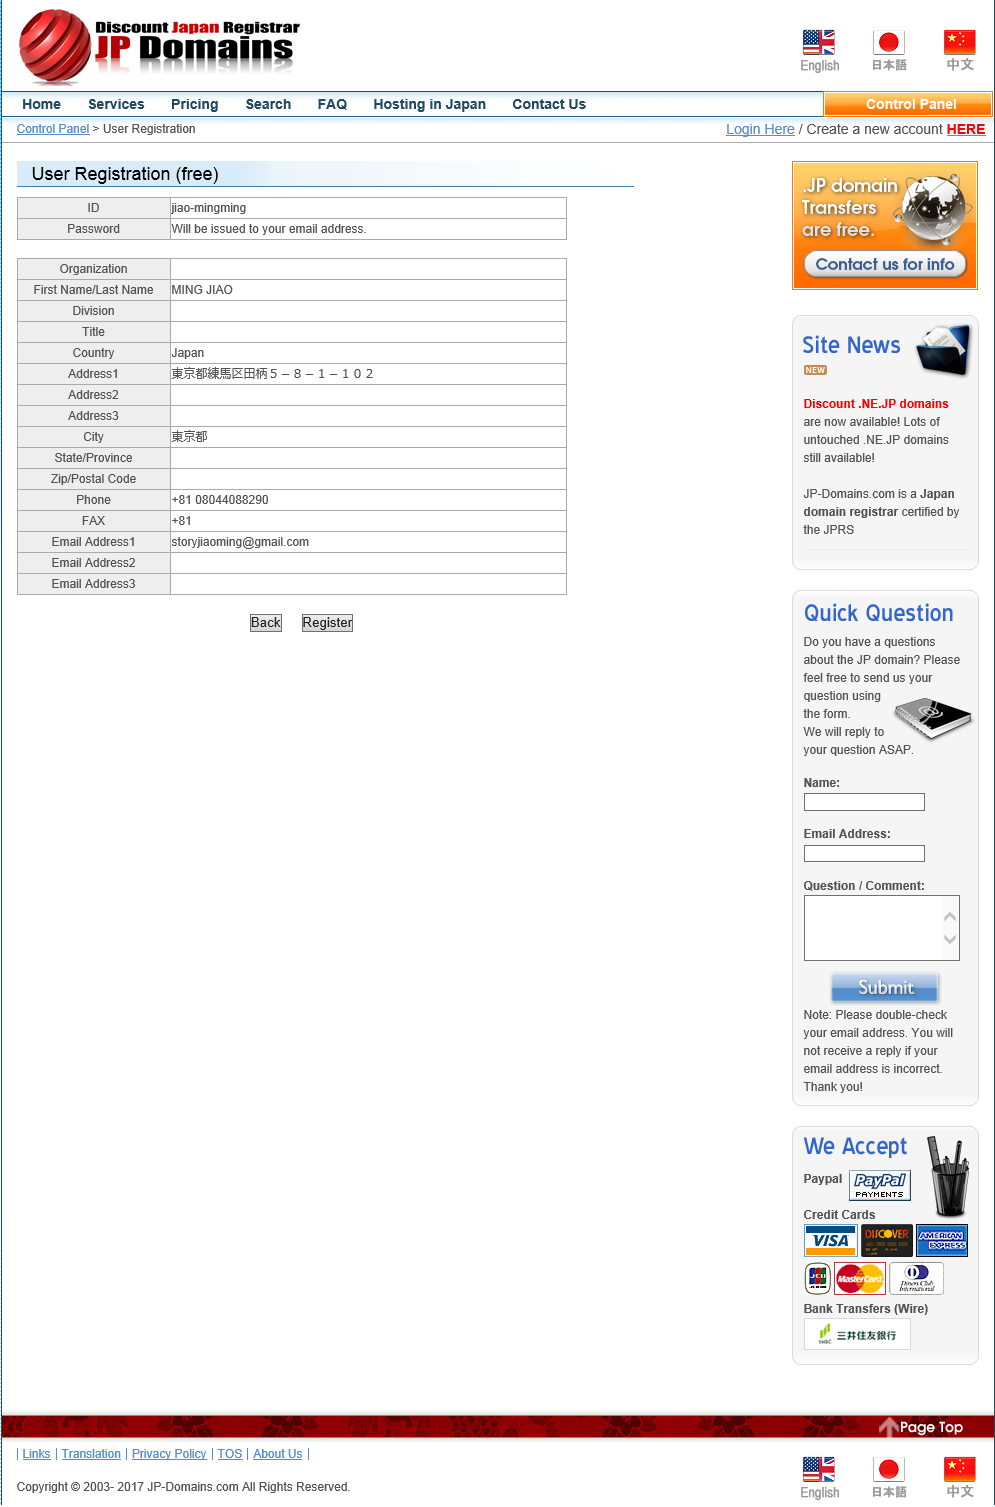 Discount Japan Registrar
JP Domains
English 日本語 中文
Home Services Pricing Search FAQ Hosting in Japan Contact Us Control Panel
Control Panel > User Registration
Login Here / Create a new account HERE
User Registration (free)
ID jiao-mingming
Password Will be issued to your email address.
Organization
First Name/Last Name MING JIAO
Division
Title
Country Japan
Address1 東京都練馬区田柄５－８－１－１０２
Address2
Address3
City 東京都
State/Province
Zip/Postal Code
Phone +81 08044088290
FAX +81
Email Address1 storyjiaoming@gmail.com
Email Address2
Email Address3
Back Register
.JP domain
Transfers
are free.
Contact us for info
Site News
NEW
Discount .NE.JP domains
are now available! Lots of
untouched .NE.JP domains
still available!
JP-Domains.com is a Japan
domain registrar certified by
the JPRS
Quick Question
Do you have a questions
about the JP domain? Please
feel free to send us your
question using
the form.
We will reply to
your question ASAP.
Name:
Email Address:
Question / Comment:
Submit
Note: Please double-check
your email address. You will
not receive a reply if your
email address is incorrect.
Thank you!
We Accept
Paypal PayPal
PAYMENTS
Credit Cards
VISA DISCOVER AMERICAN EXPRESS
JCB MasterCard Diners Club International
Bank Transfers (Wire)
SMBC 三井住友銀行
Page Top
| Links | Translation | Privacy Policy | TOS | About Us |
Copyright © 2003- 2017 JP-Domains.com All Rights Reserved.
English 日本語 中文